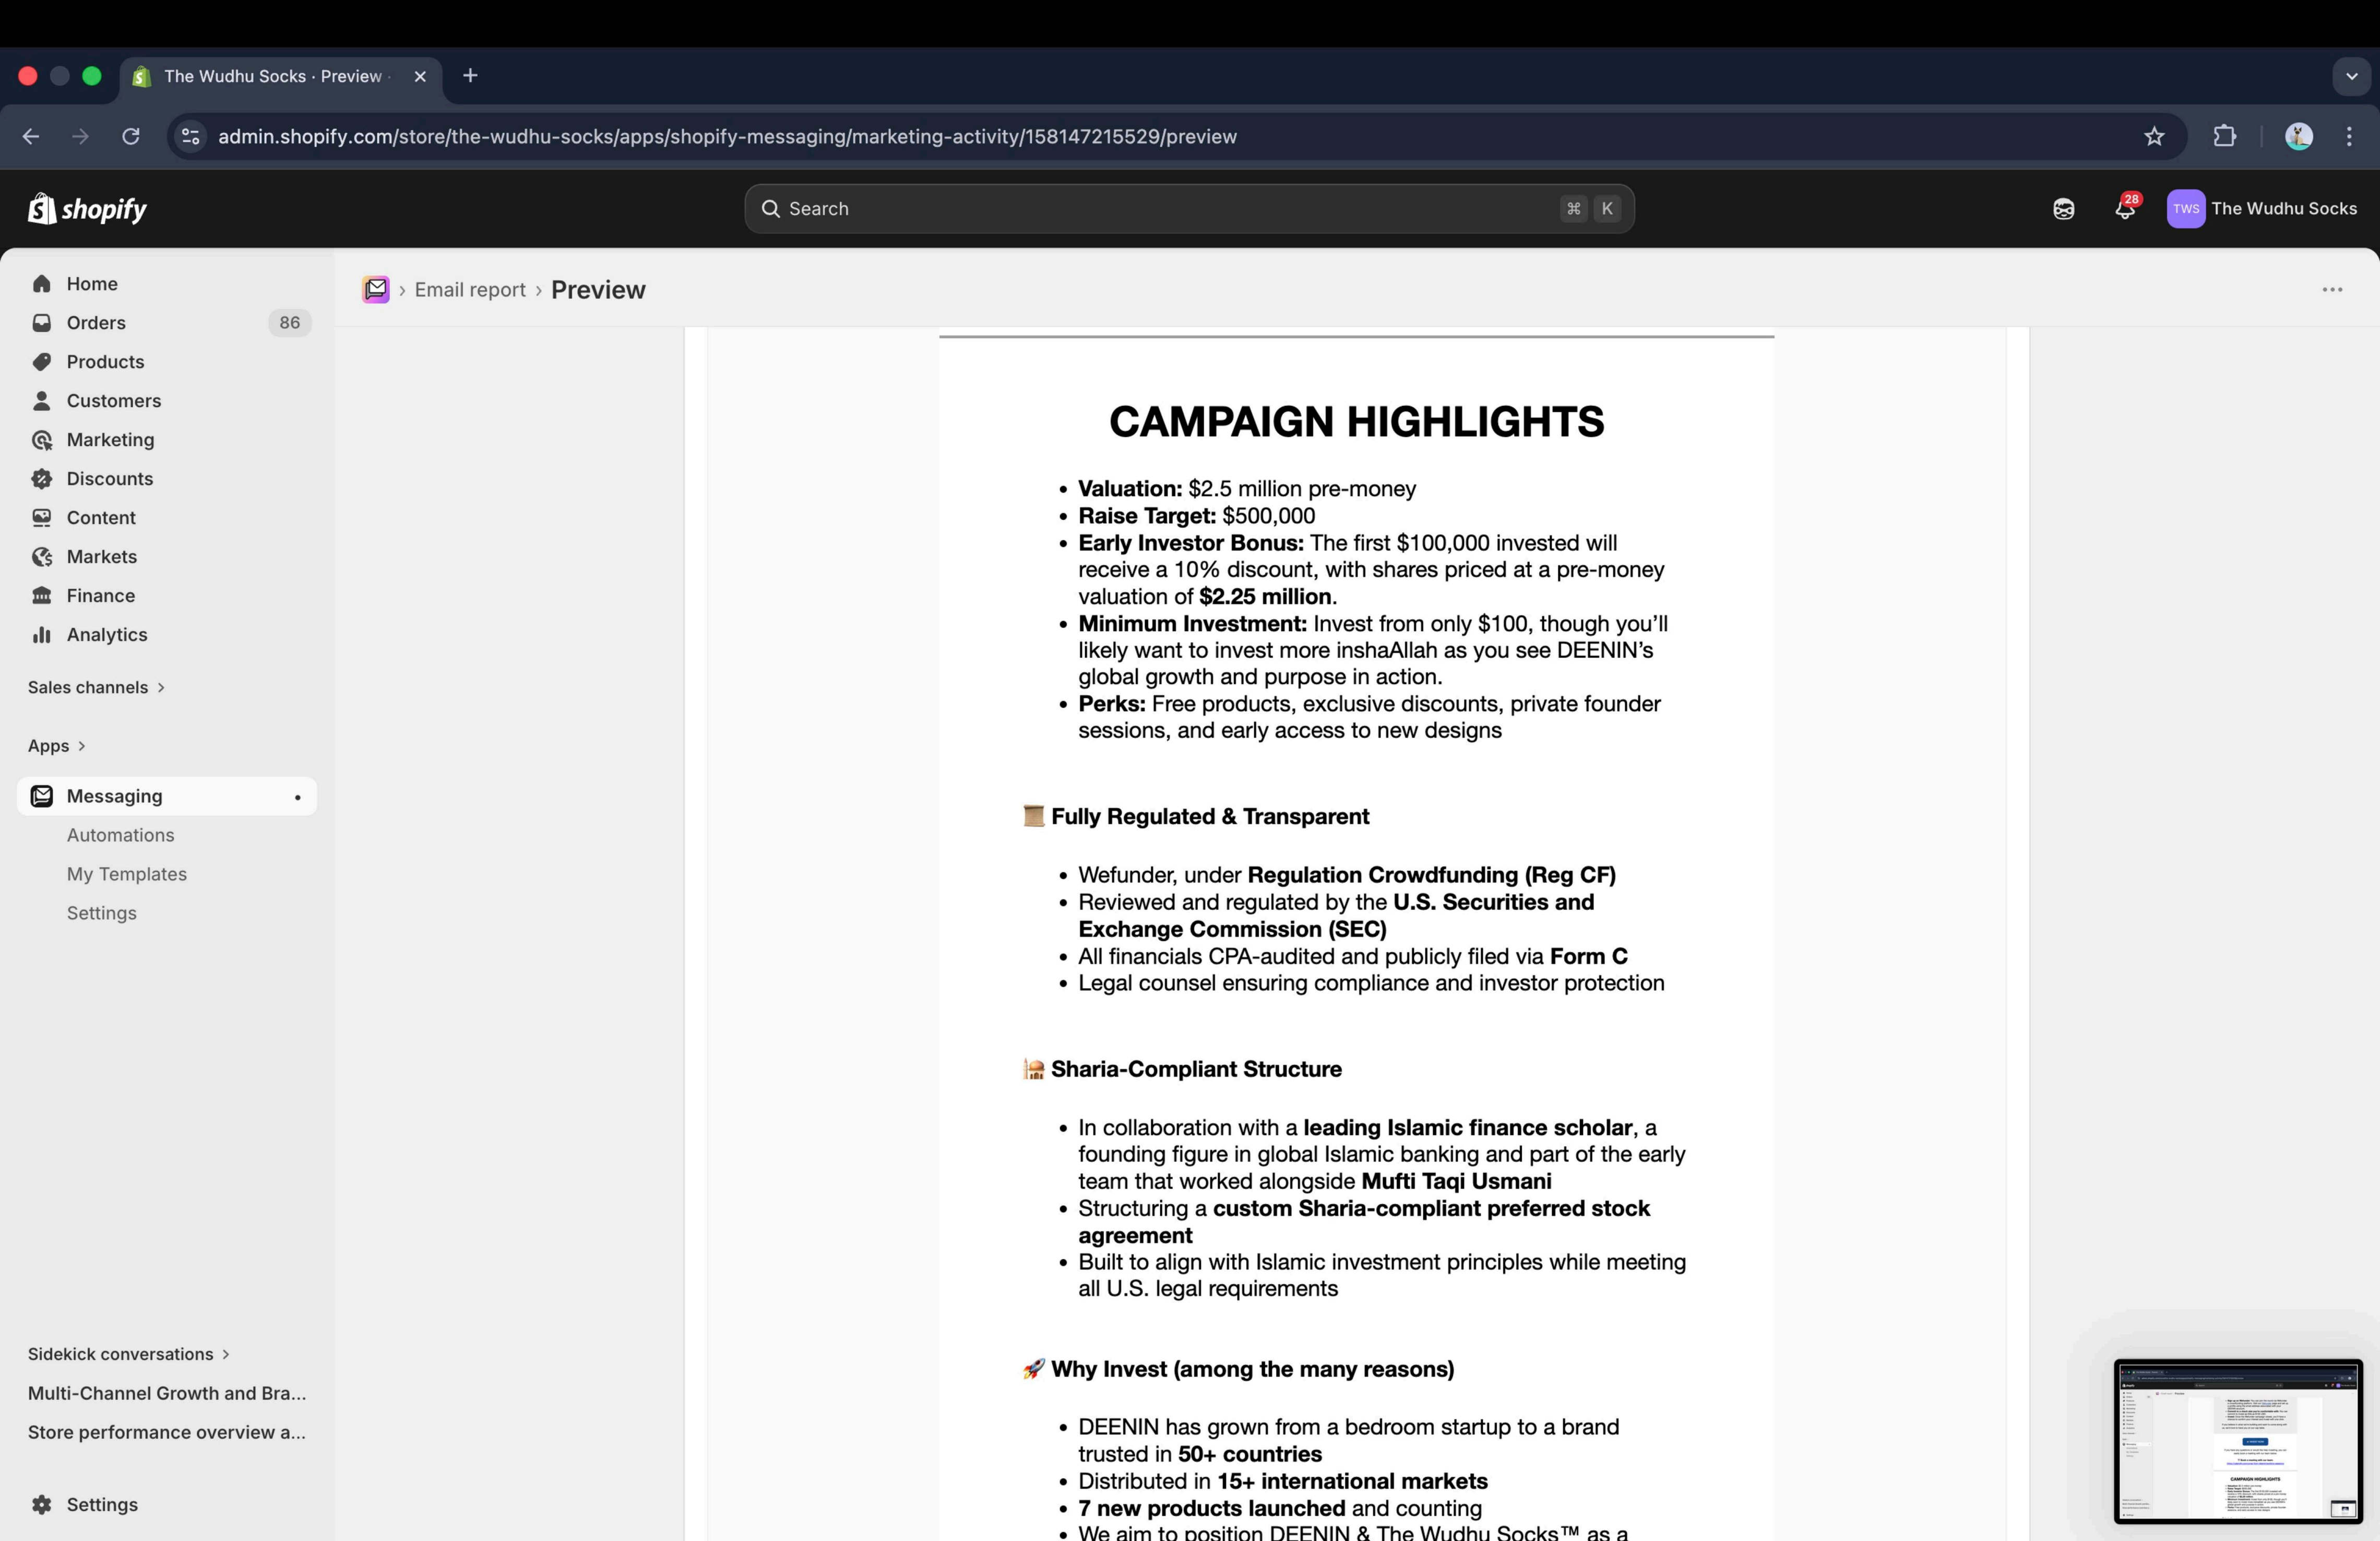 The Wudhu Socks · Preview ·
admin.shopify.com/store/the-wudhu-socks/apps/shopify-messaging/marketing-activity/158147215529/preview
shopify
Search
⌘ K
28
TWS The Wudhu Socks
Home
Orders 86
Products
Customers
Marketing
Discounts
Content
Markets
Finance
Analytics
Sales channels >
Apps >
Messaging •
Automations
My Templates
Settings
Sidekick conversations >
Multi-Channel Growth and Bra...
Store performance overview a...
Settings
› Email report › Preview
CAMPAIGN HIGHLIGHTS
• Valuation: $2.5 million pre-money
• Raise Target: $500,000
• Early Investor Bonus: The first $100,000 invested will
receive a 10% discount, with shares priced at a pre-money
valuation of $2.25 million.
• Minimum Investment: Invest from only $100, though you’ll
likely want to invest more inshaAllah as you see DEENIN’s
global growth and purpose in action.
• Perks: Free products, exclusive discounts, private founder
sessions, and early access to new designs
📜 Fully Regulated & Transparent
• Wefunder, under Regulation Crowdfunding (Reg CF)
• Reviewed and regulated by the U.S. Securities and
Exchange Commission (SEC)
• All financials CPA-audited and publicly filed via Form C
• Legal counsel ensuring compliance and investor protection
🕌 Sharia-Compliant Structure
• In collaboration with a leading Islamic finance scholar, a
founding figure in global Islamic banking and part of the early
team that worked alongside Mufti Taqi Usmani
• Structuring a custom Sharia-compliant preferred stock
agreement
• Built to align with Islamic investment principles while meeting
all U.S. legal requirements
🚀 Why Invest (among the many reasons)
• DEENIN has grown from a bedroom startup to a brand
trusted in 50+ countries
• Distributed in 15+ international markets
• 7 new products launched and counting
• We aim to position DEENIN & The Wudhu Socks™ as a
CAMPAIGN HIGHLIGHTS